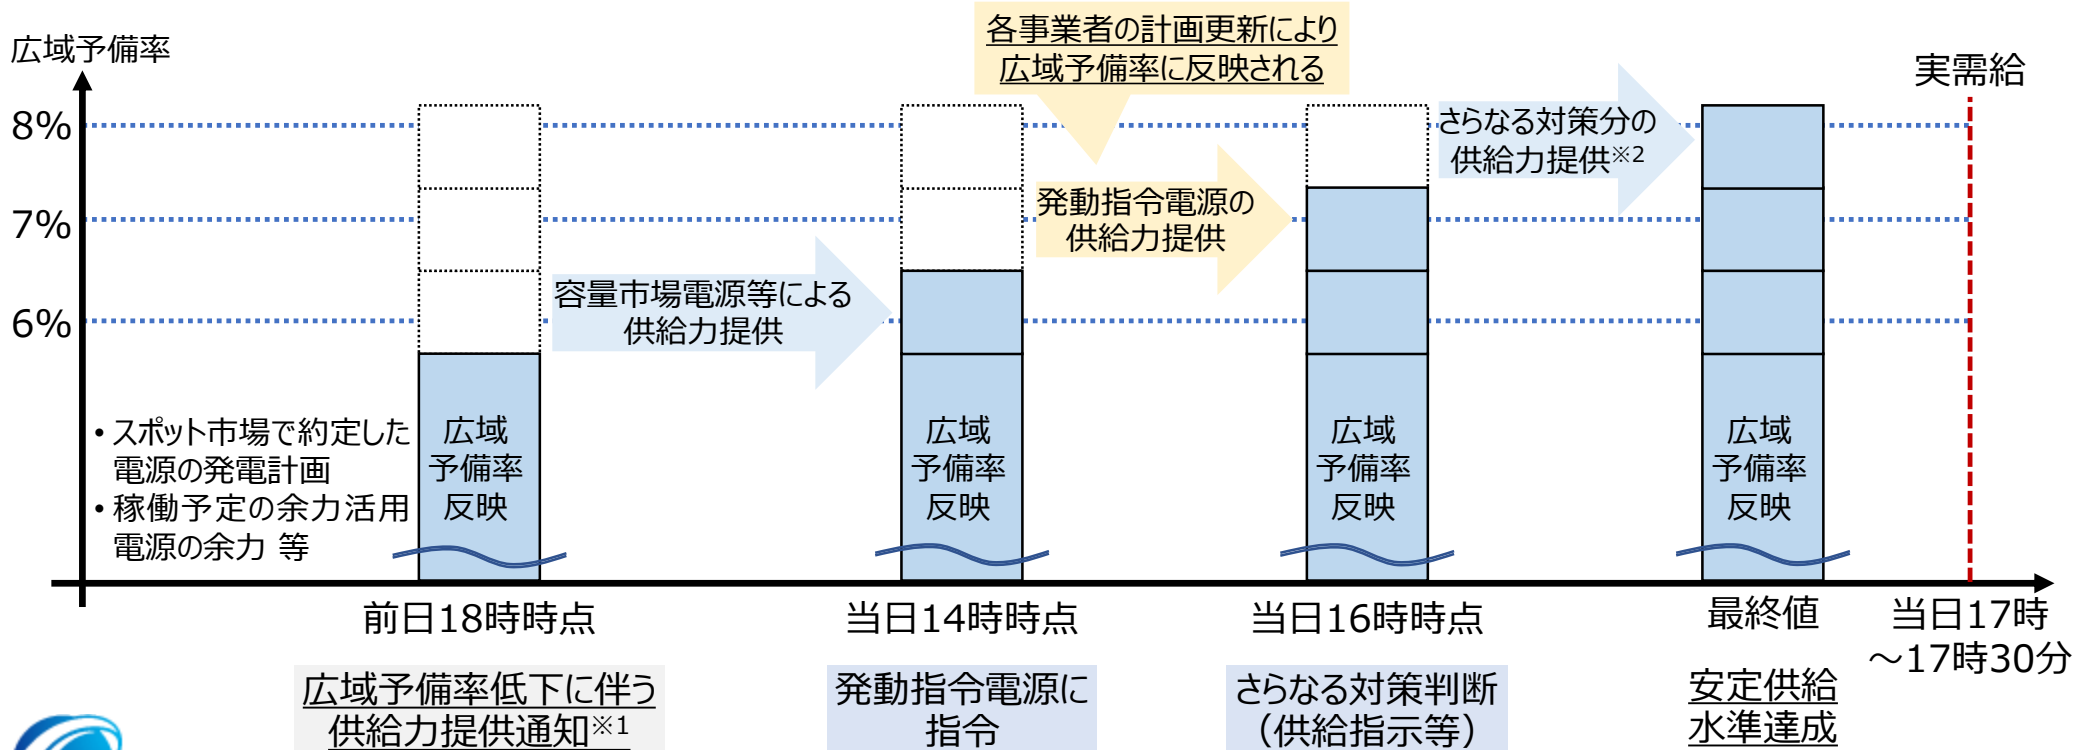 各事業者の計画更新により
広域予備率に反映される
広域予備率
実需給
8%
7%
6%
さらなる対策分の
供給力提供※2
発動指令電源の
供給力提供
容量市場電源等による
供給力提供
• スポット市場で約定した
電源の発電計画
• 稼働予定の余力活用
電源の余力 等
広域
予備率
反映
広域
予備率
反映
広域
予備率
反映
広域
予備率
反映
前日18時時点
当日14時時点
当日16時時点
最終値
当日17時
～17時30分
広域予備率低下に伴う
供給力提供通知※1
発動指令電源に
指令
さらなる対策判断
（供給指示等）
安定供給
水準達成